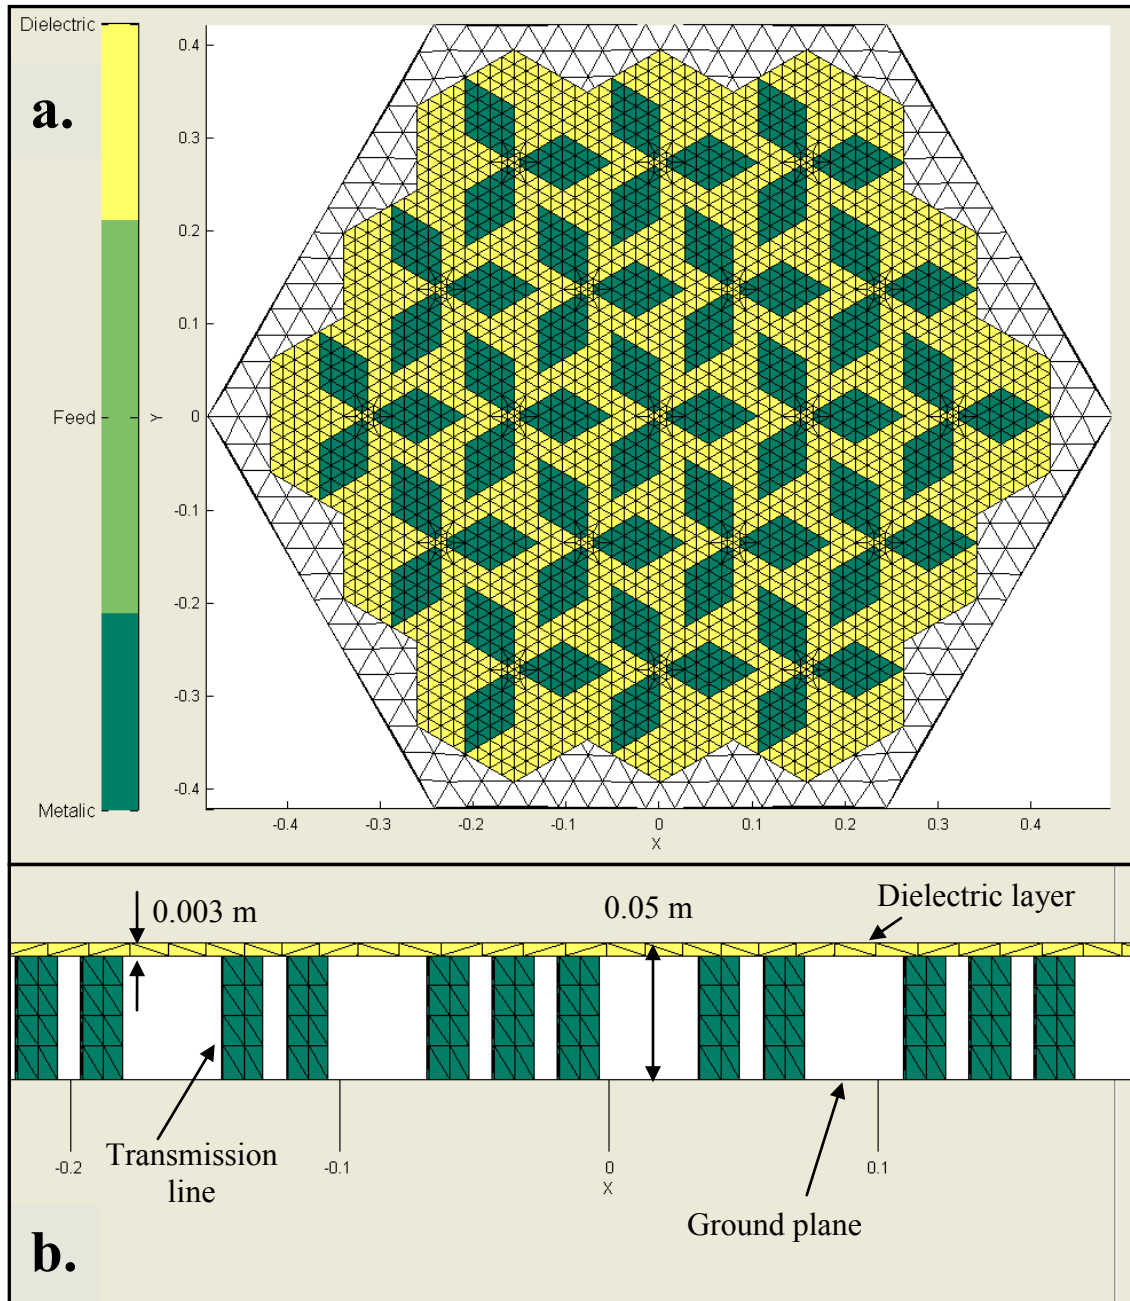 Dielectric
a.
Feed
Metalic
Y
0.4
0.3
0.2
0.1
0
-0.1
-0.2
-0.3
-0.4
-0.4
-0.3
-0.2
-0.1
0
0.1
0.2
0.3
0.4
X
0.003 m
0.05 m
Dielectric layer
Transmission
line
Ground plane
-0.2
-0.1
0
0.1
X
b.